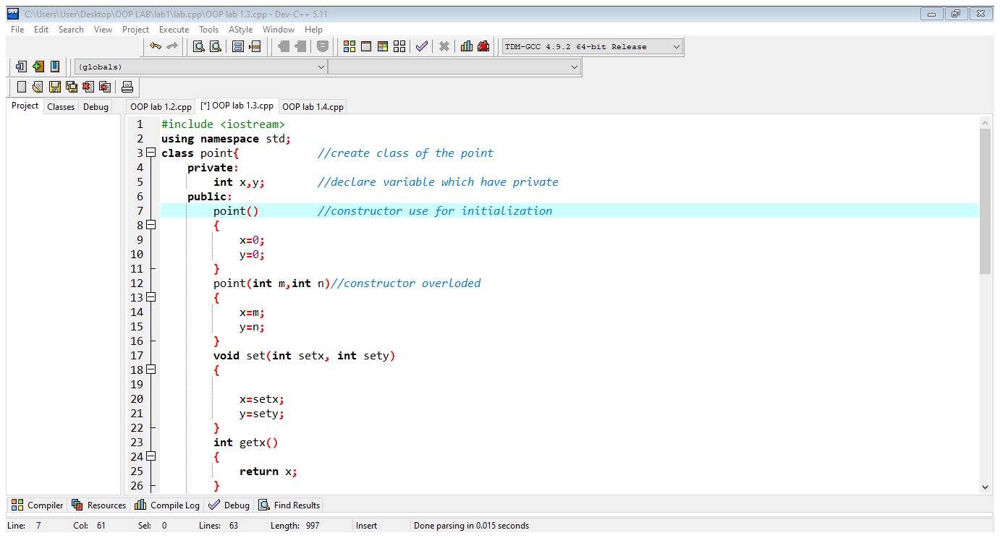 C:\Users\User\Desktop\OOP LAB\lab1\lab.cpp\OOP lab 1.3.cpp - Dev-C++ 5.11
File Edit Search View Project Execute Tools AStyle Window Help
TDM-GCC 4.9.2 64-bit Release
(globals)
Project Classes Debug OOP lab 1.2.cpp [*] OOP lab 1.3.cpp OOP lab 1.4.cpp
1 #include <iostream>
2 using namespace std;
3 class point{ //create class of the point
4 private:
5 int x,y; //declare variable which have private
6 public:
7 point() //constructor use for initialization
8 {
9 x=0;
10 y=0;
11 }
12 point(int m,int n)//constructor overloded
13 {
14 x=m;
15 y=n;
16 }
17 void set(int setx, int sety)
18 {
19
20 x=setx;
21 y=sety;
22 }
23 int getx()
24 {
25 return x;
26 }
Compiler Resources Compile Log Debug Find Results
Line: 7 Col: 61 Sel: 0 Lines: 63 Length: 997 Insert Done parsing in 0.015 seconds